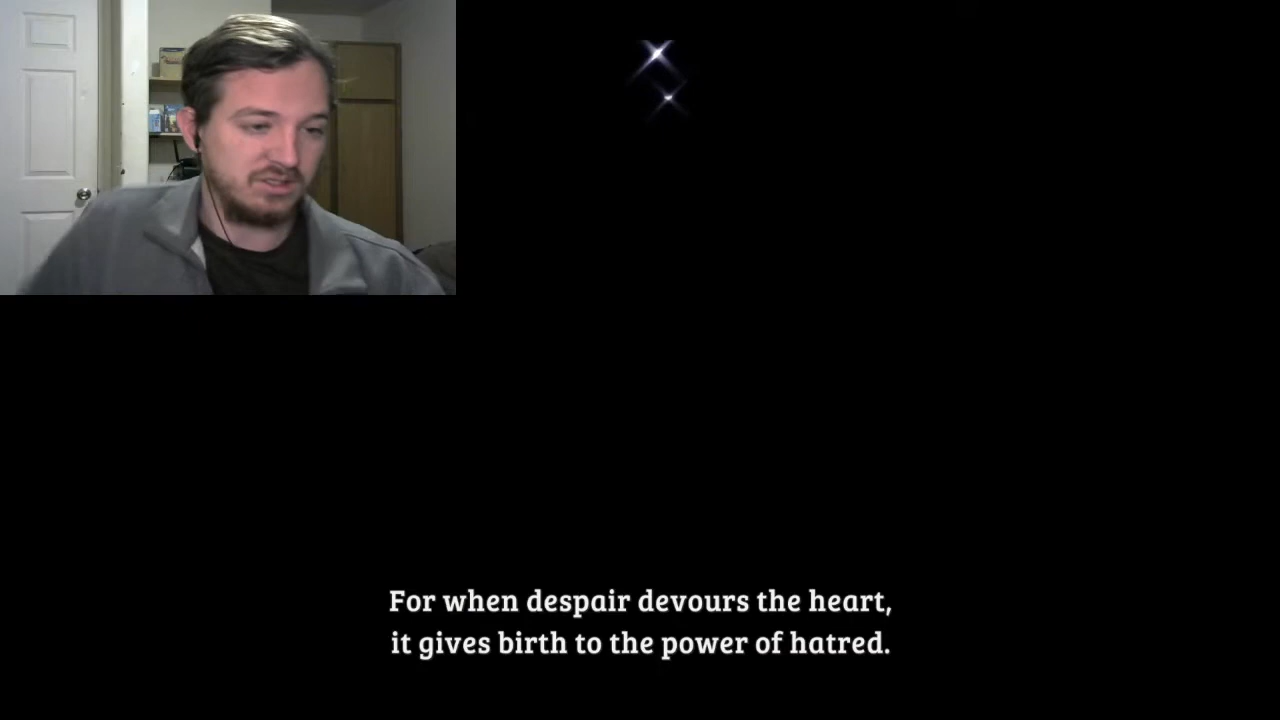 For when despair devours the heart,
it gives birth to the power of hatred.